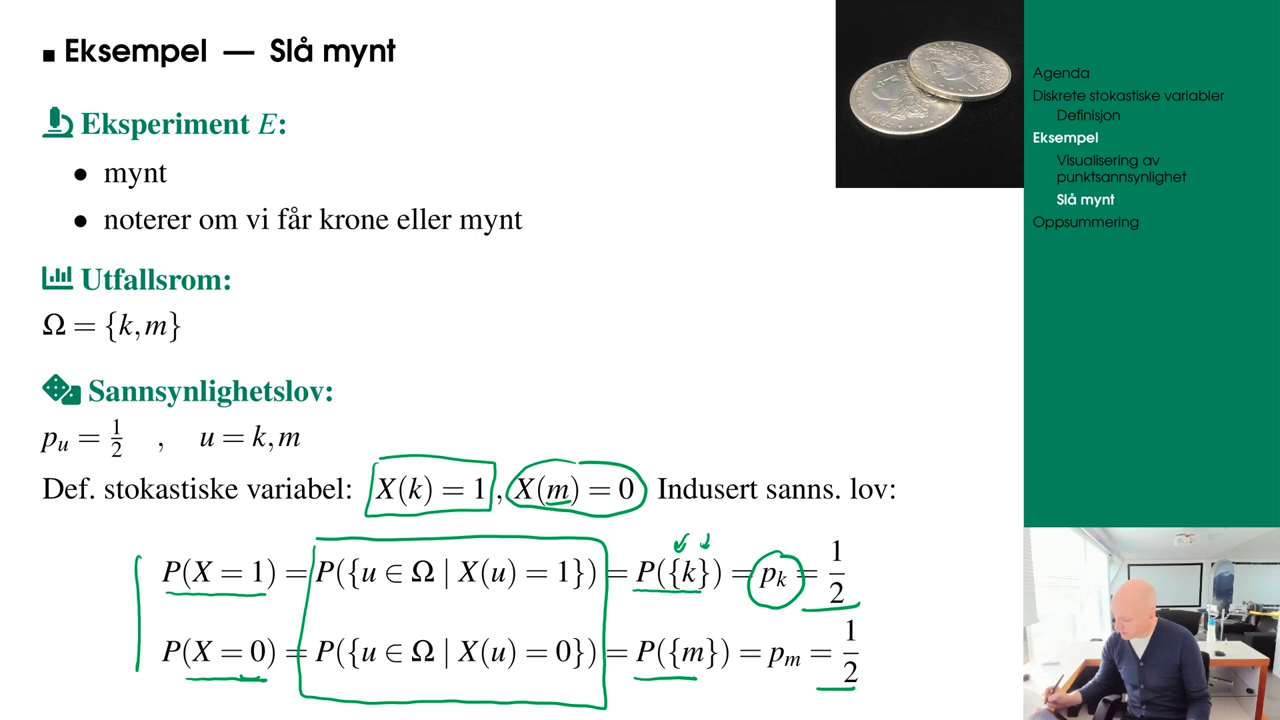 Eksempel — Slå mynt
Eksperiment E:
• mynt
• noterer om vi får krone eller mynt
Utfallsrom:
Ω = {k, m}
Sannsynlighetslov:
p_u = 1/2 , u = k, m
Def. stokastiske variabel: X(k) = 1 , X(m) = 0 Indusert sanns. lov:
P(X = 1) = P({u ∈ Ω | X(u) = 1}) = P({k}) = p_k = 1/2
P(X = 0) = P({u ∈ Ω | X(u) = 0}) = P({m}) = p_m = 1/2
Agenda
Diskrete stokastiske variabler
Definisjon
Eksempel
Visualisering av
punktsannsynlighet
Slå mynt
Oppsummering